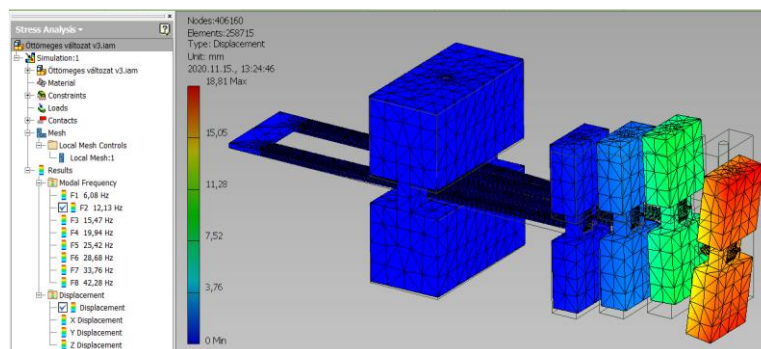 Stress Analysis
Öttömeges változat v3.iam
Simulation:1
Öttömeges változat v3.iam
Material
Constraints
Loads
Contacts
Mesh
Local Mesh Controls
Local Mesh:1
Results
Modal Frequency
F1 6,08 Hz
F2 12,13 Hz
F3 15,47 Hz
F4 19,94 Hz
F5 25,42 Hz
F6 28,68 Hz
F7 33,76 Hz
F8 42,28 Hz
Displacement
Displacement
X Displacement
Y Displacement
Z Displacement
Nodes:406160
Elements:258715
Type: Displacement
Unit: mm
2020.11.15., 13:24:46
18,81 Max
15,05
11,28
7,52
3,76
0 Min